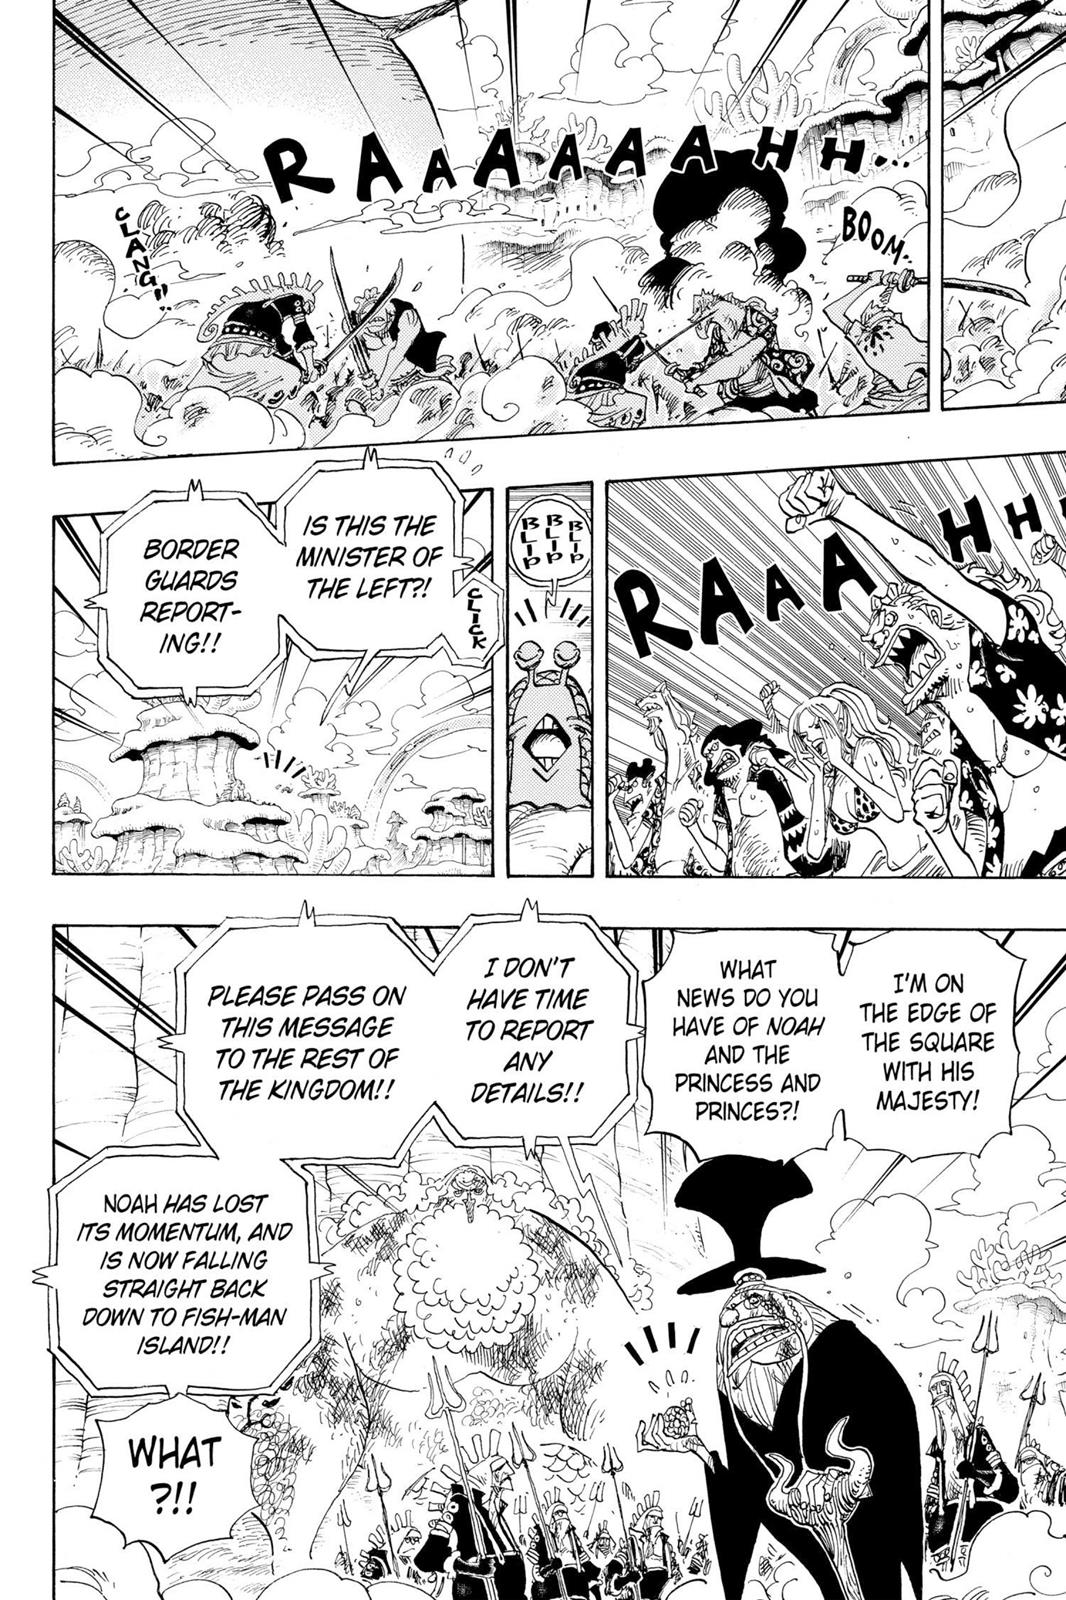 RAAAAAAAHH...
BOOM..
CLANG!!..
RAAAAHHH
BLIP
BLIP
BLIP
CLICK
IS THIS THE
MINISTER OF
THE LEFT?!
BORDER
GUARDS
REPORT-
ING!!
I'M ON
THE EDGE OF
THE SQUARE
WITH HIS
MAJESTY!
WHAT
NEWS DO YOU
HAVE OF NOAH
AND THE
PRINCESS AND
PRINCES?!
I DON'T
HAVE TIME
TO REPORT
ANY
DETAILS!!
PLEASE PASS ON
THIS MESSAGE
TO THE REST OF
THE KINGDOM!!
NOAH HAS LOST
ITS MOMENTUM, AND
IS NOW FALLING
STRAIGHT BACK
DOWN TO FISH-MAN
ISLAND!!
WHAT
?!!